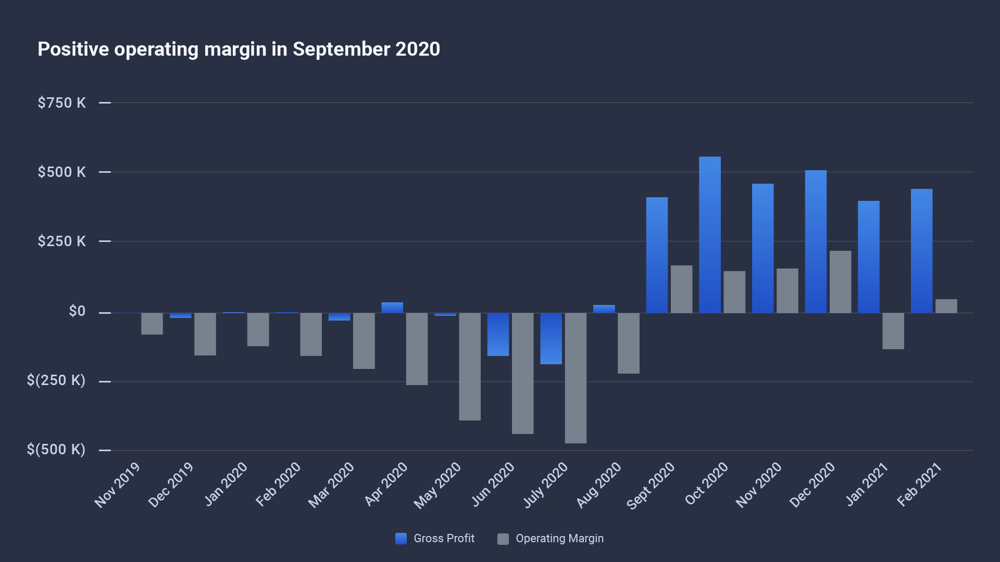 Positive operating margin in September 2020
$750 K
$500 K
$250 K
$0
$(250 K)
$(500 K)
Nov 2019
Dec 2019
Jan 2020
Feb 2020
Mar 2020
Apr 2020
May 2020
Jun 2020
July 2020
Aug 2020
Sept 2020
Oct 2020
Nov 2020
Dec 2020
Jan 2021
Feb 2021
Gross Profit
Operating Margin